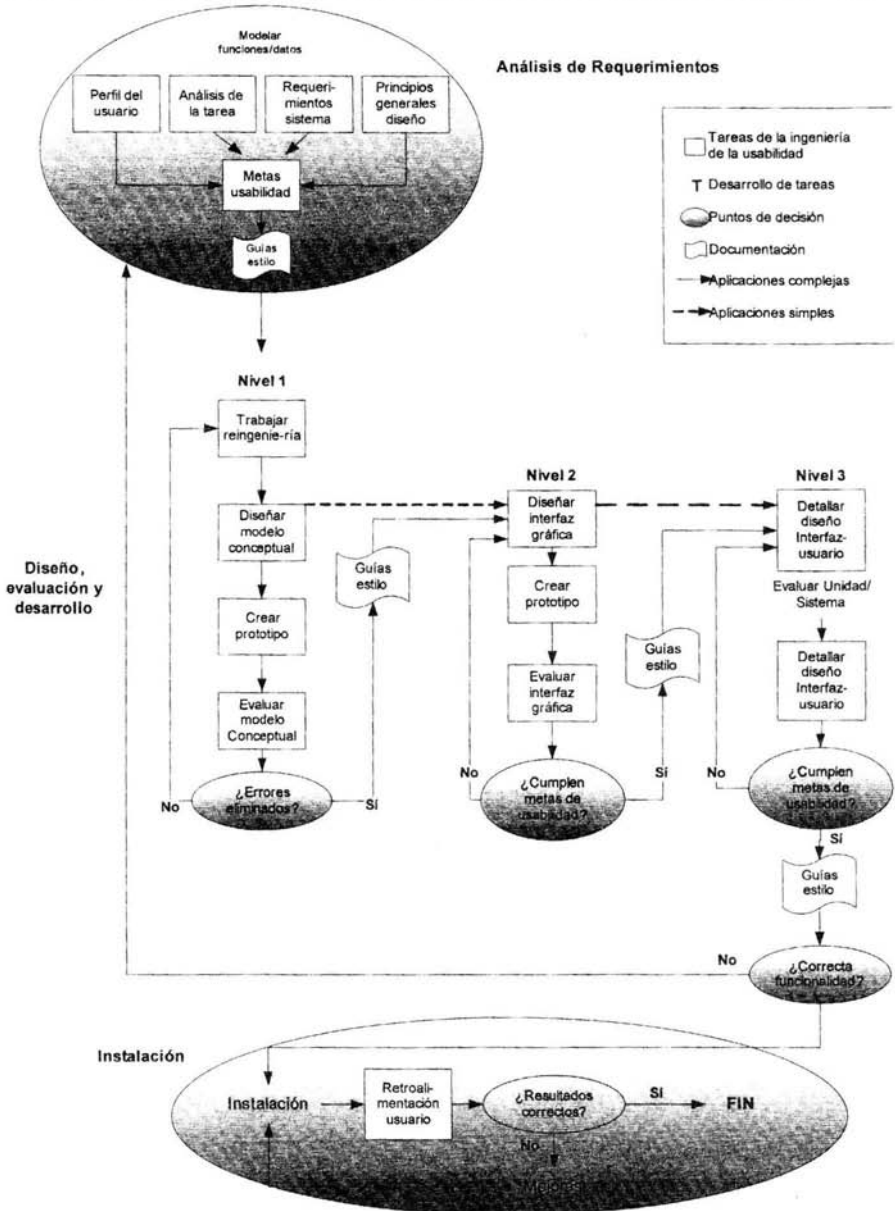 Modelar
funciones/datos
Análisis de Requerimientos
Perfil del
usuario
Análisis de
la tarea
Requeri-
mientos
sistema
Principios
generales
diseño
Metas
usabilidad
Guías
estilo
Tareas de la ingeniería
de la usabilidad
T Desarrollo de tareas
Puntos de decisión
Documentación
Aplicaciones complejas
Aplicaciones simples
Nivel 1
Trabajar
reingenie-ría
Diseñar
modelo
conceptual
Crear
prototipo
Evaluar
modelo
Conceptual
¿Errores
eliminados?
No
Sí
Guías
estilo
Diseño,
evaluación y
desarrollo
Nivel 2
Diseñar
interfaz
gráfica
Crear
prototipo
Evaluar
interfaz
gráfica
¿Cumplen
metas de
usabilidad?
No
Sí
Guías
estilo
Nivel 3
Detallar
diseño
Interfaz-
usuario
Evaluar Unidad/
Sistema
Detallar
diseño
Interfaz-
usuario
¿Cumplen
metas de
usabilidad?
No
Sí
Guías
estilo
¿Correcta
funcionalidad?
No
Instalación
Instalación
Retroali-
mentación
usuario
¿Resultados
correctos?
Sí
FIN
No